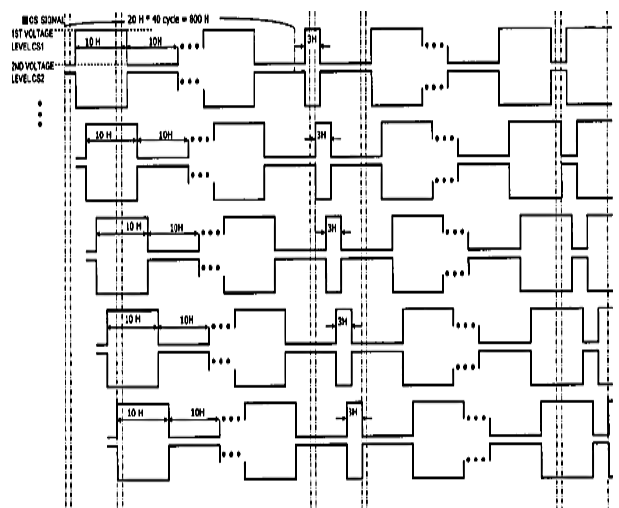 ■CS SIGNAL
20 H * 40 cycle = 800 H
1ST VOLTAGE
LEVEL CS1
10 H
10H
3H
2ND VOLTAGE
LEVEL CS2
10 H
10H
3H
10 H
10H
3H
10 H
10H
3H
10 H
10H
3H